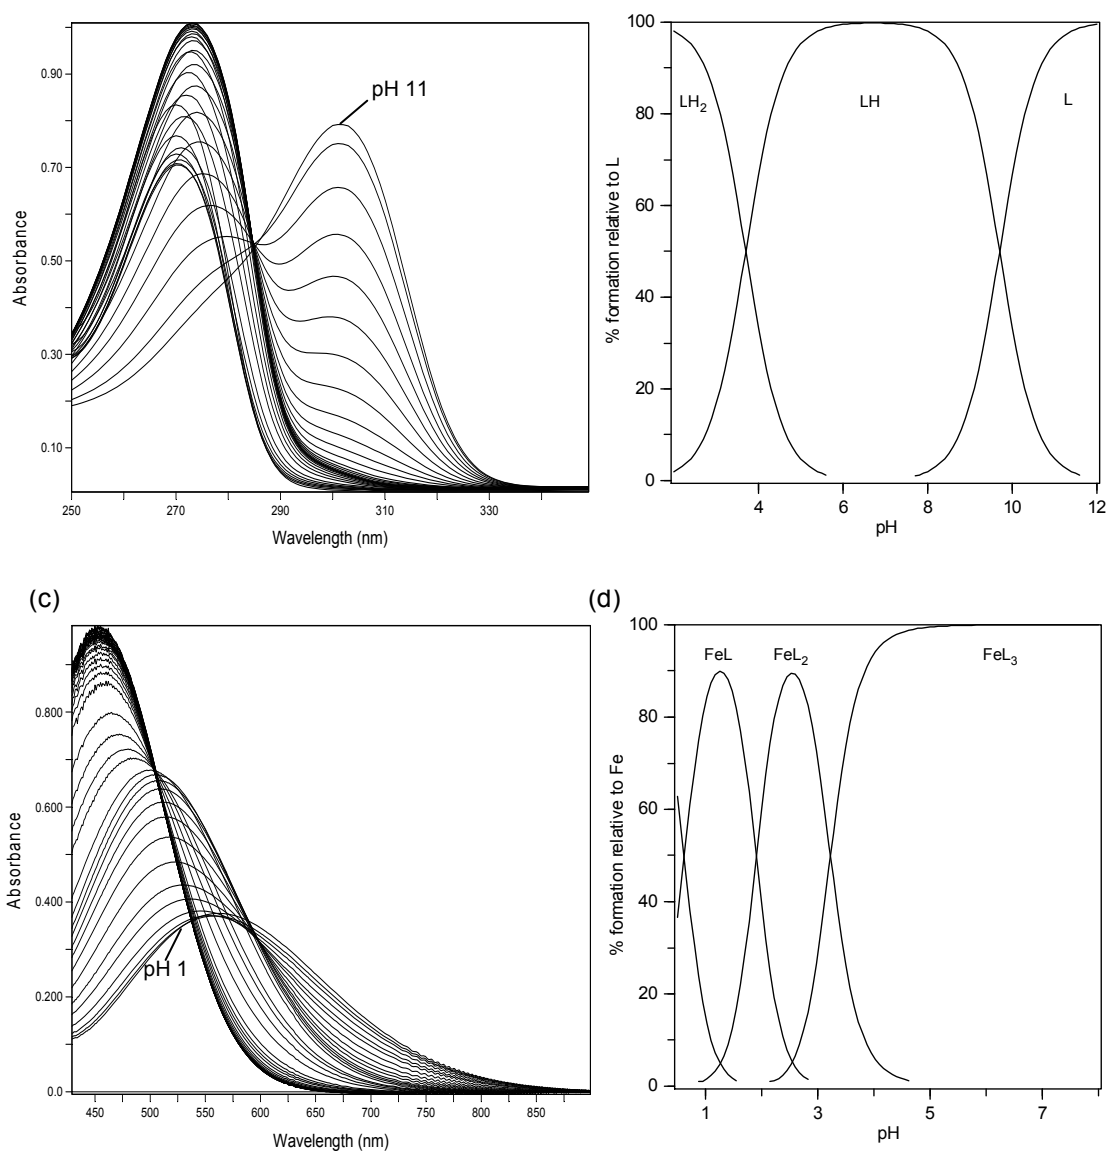 pH 11
0.90
0.70
0.50
0.30
0.10
Absorbance
250
270
290
310
330
Wavelength (nm)
100
80
60
40
20
0
% formation relative to L
LH2
LH
L
4
6
8
10
12
pH
(c)
0.800
0.600
0.400
0.200
0.0
Absorbance
pH 1
450
500
550
600
650
700
750
800
850
Wavelength (nm)
(d)
100
80
60
40
20
0
% formation relative to Fe
FeL
FeL2
FeL3
1
3
5
7
pH